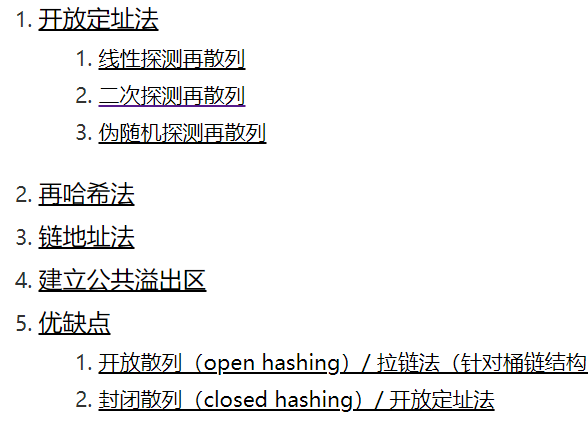 1. 开放定址法
1. 线性探测再散列
2. 二次探测再散列
3. 伪随机探测再散列
2. 再哈希法
3. 链地址法
4. 建立公共溢出区
5. 优缺点
1. 开放散列（open hashing）/ 拉链法（针对桶链结构
2. 封闭散列（closed hashing）/ 开放定址法